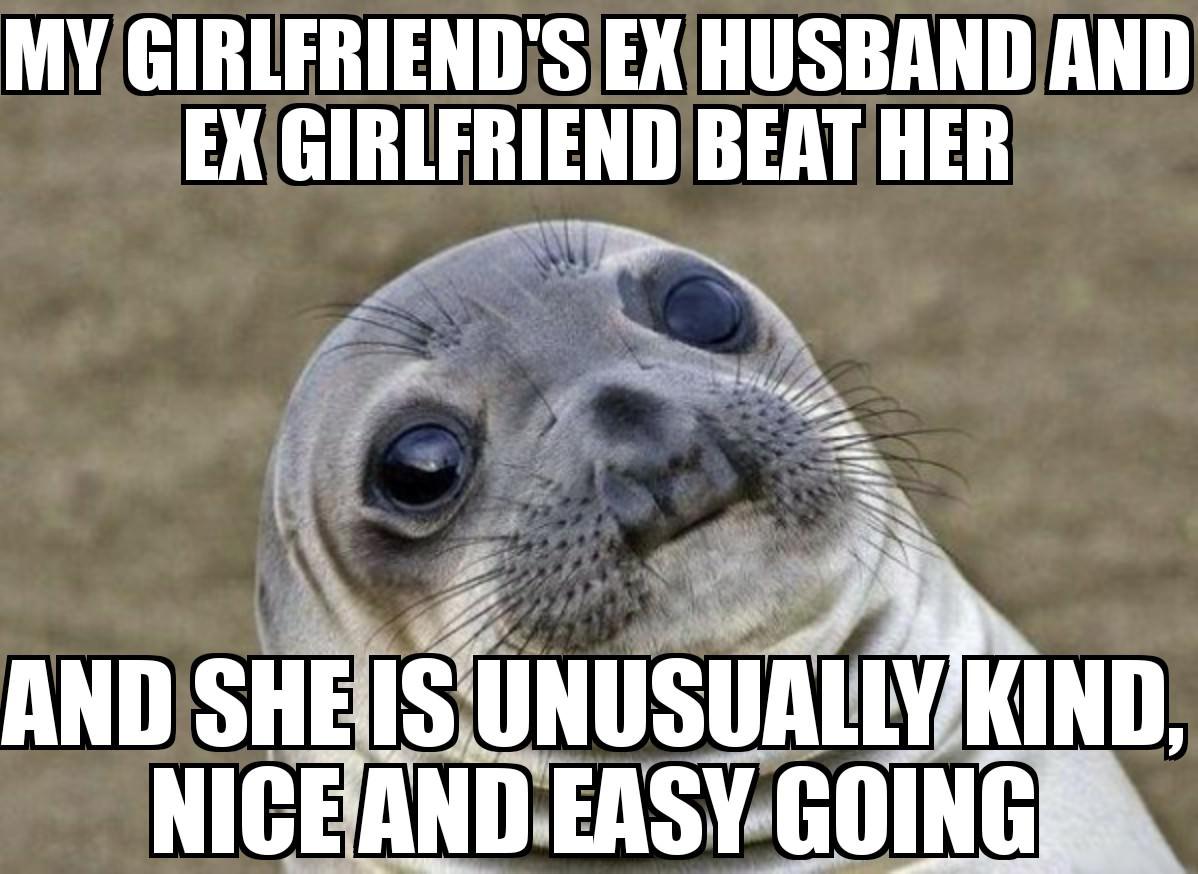 MY GIRLFRIEND'S EX HUSBAND AND
EX GIRLFRIEND BEAT HER
AND SHE IS UNUSUALLY KIND,
NICE AND EASY GOING